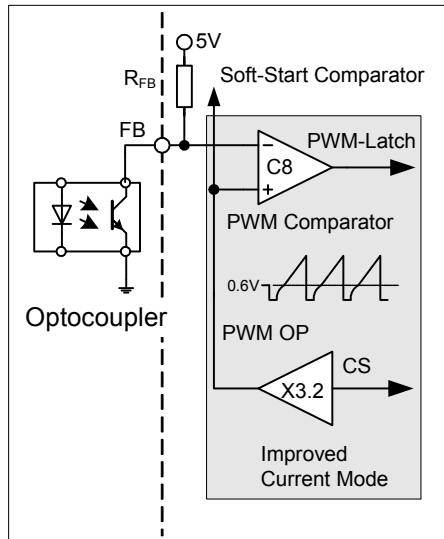 5V
RFB
Soft-Start Comparator
FB
PWM-Latch
C8
PWM Comparator
0.6V
Optocoupler
PWM OP
CS
X3.2
Improved
Current Mode